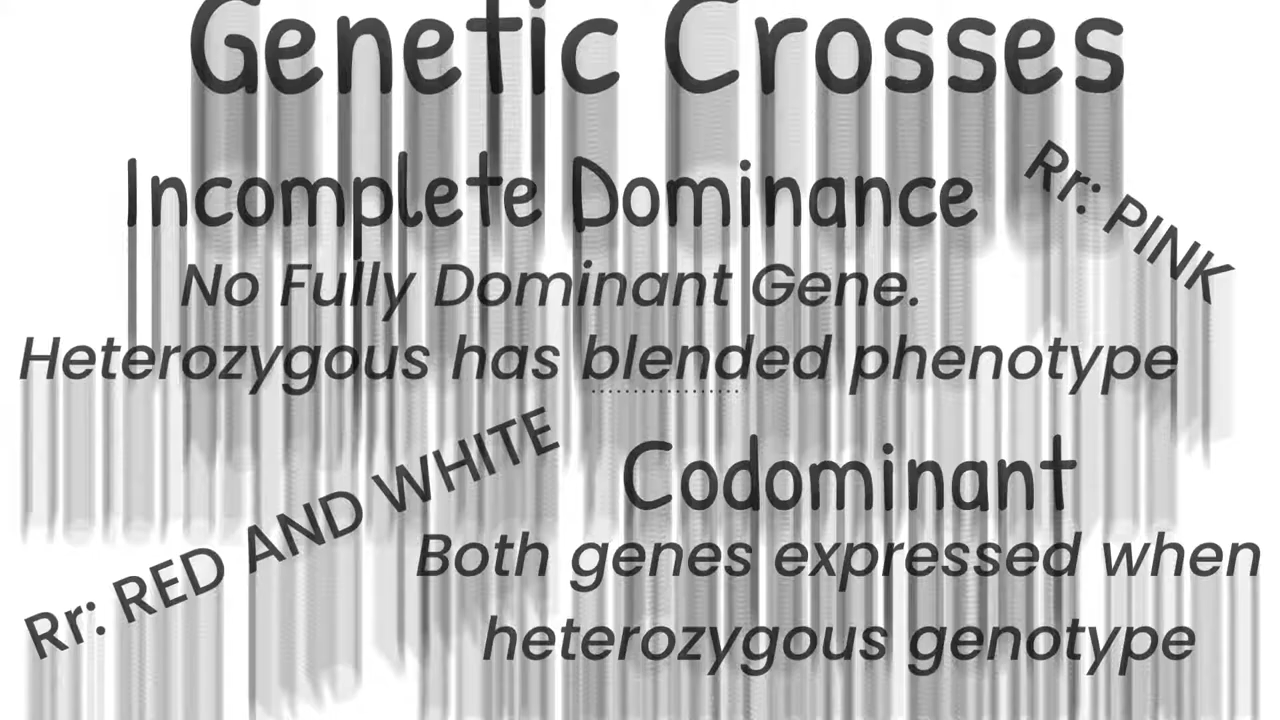 Genetic Crosses
Incomplete Dominance
Rr: PINK
No Fully Dominant Gene.
Heterozygous has blended phenotype
Rr: RED AND WHITE
Codominant
Both genes expressed when
heterozygous genotype